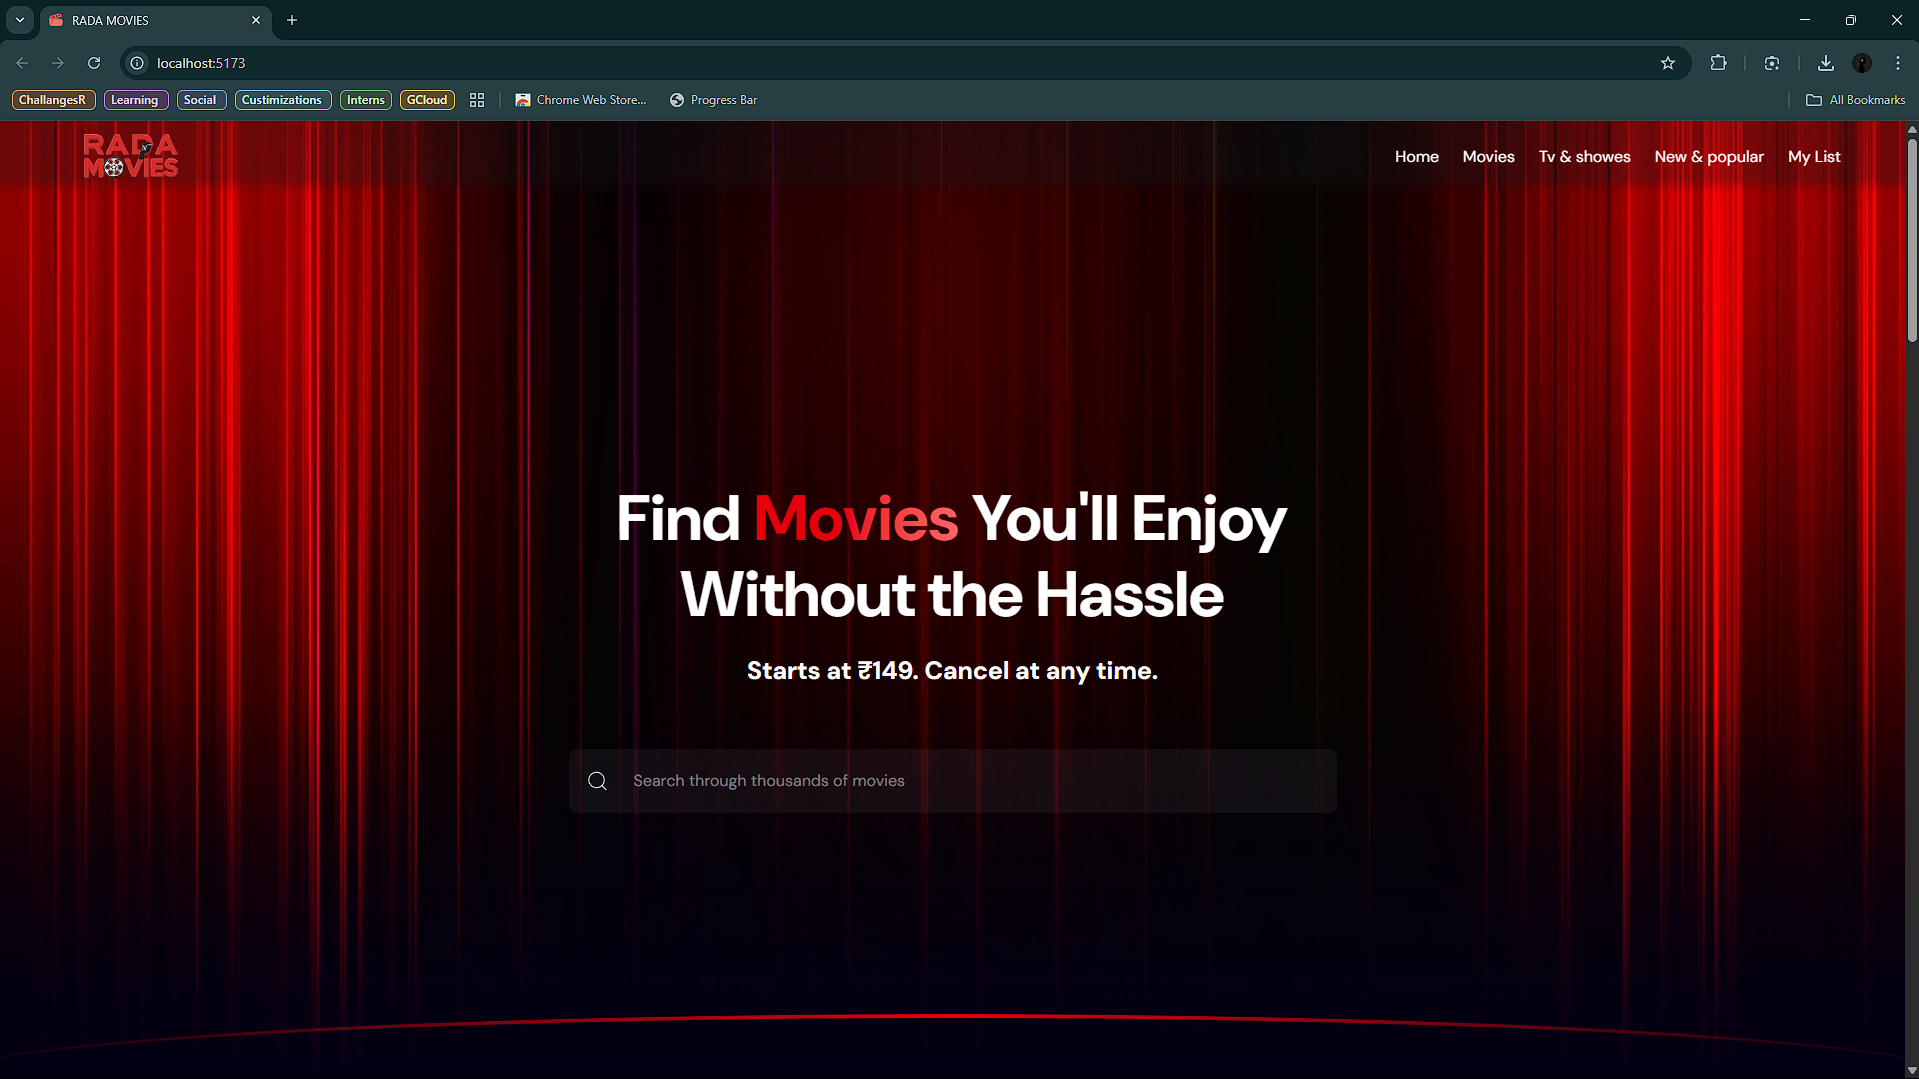 RADA MOVIES
localhost:5173
ChallangesR Learning Social Custimizations Interns GCloud Chrome Web Store... Progress Bar All Bookmarks
RADA
MOVIES
Home Movies Tv & showes New & popular My List
Find Movies You'll Enjoy
Without the Hassle
Starts at ₹149. Cancel at any time.
Search through thousands of movies